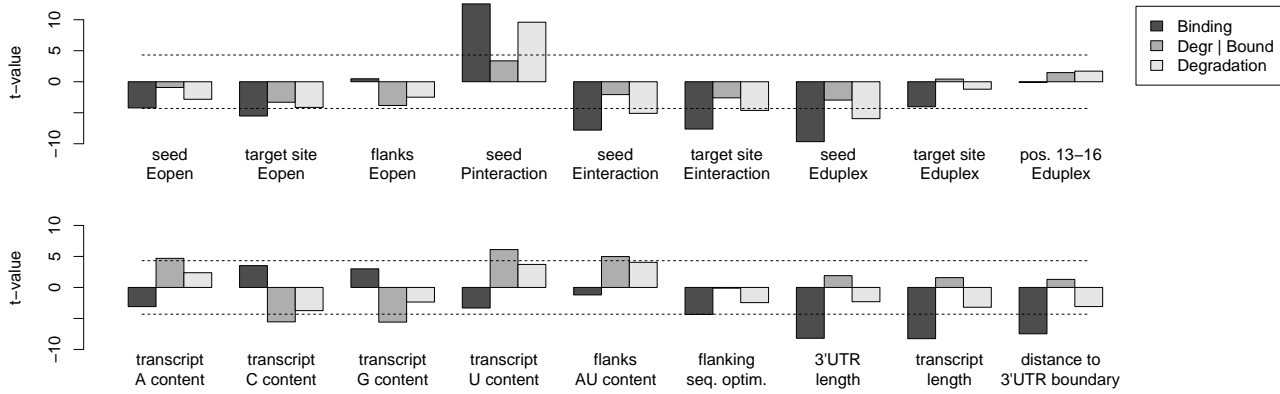 10
5
0
−10
t−value
Binding
Degr | Bound
Degradation
seed target site flanks seed seed target site seed target site pos. 13−16
Eopen Eopen Eopen Pinteraction Einteraction Einteraction Eduplex Eduplex Eduplex
10
5
0
−10
t−value
transcript transcript transcript transcript flanks flanking 3'UTR transcript distance to
A content C content G content U content AU content seq. optim. length length 3'UTR boundary